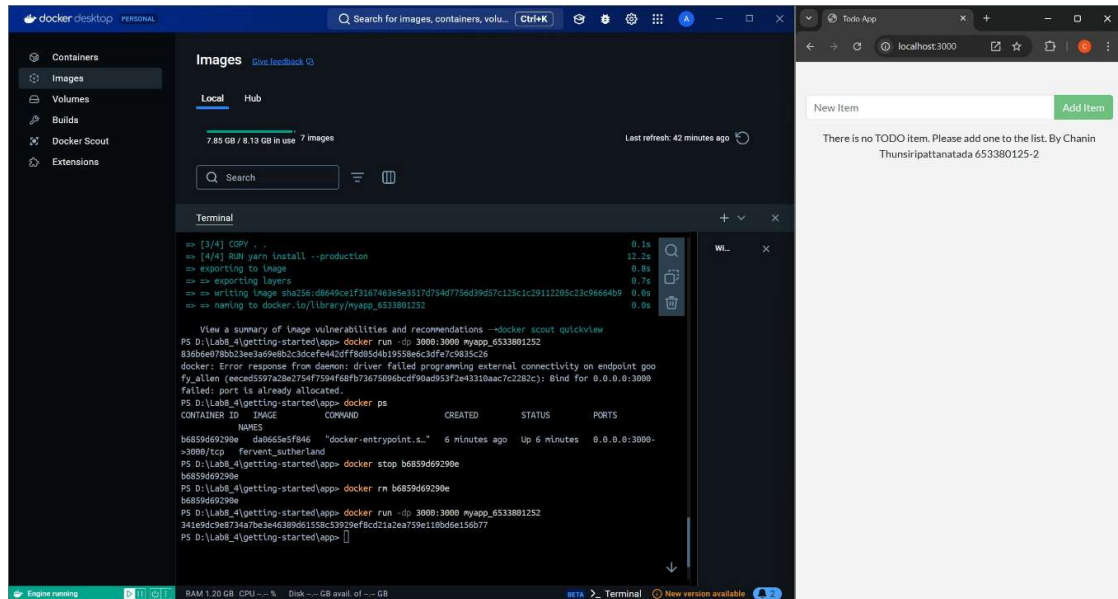 docker desktop PERSONAL
Search for images, containers, volu... Ctrl+K
A
Containers
Images
Volumes
Builds
Docker Scout
Extensions
Images Give feedback
Local Hub
7.85 GB / 8.13 GB in use 7 images
Last refresh: 42 minutes ago
Search
Terminal
Wi...
=> [3/4] COPY . . 0.1s
=> [4/4] RUN yarn install --production 12.2s
=> exporting to image 0.8s
=> => exporting layers 0.7s
=> => writing image sha256:d8649ce1f3167463e5e3517d754d7756d39d57c125c1c29112205c23c96664b9 0.0s
=> => naming to docker.io/library/myapp_6533801252 0.0s
View a summary of image vulnerabilities and recommendations → docker scout quickview
PS D:\Lab8_4\getting-started\app> docker run -dp 3000:3000 myapp_6533801252
836b6e078bb23ee3a69e8b2c3dcefe442dff8d05d4b19558e6c3dfe7c9835c26
docker: Error response from daemon: driver failed programming external connectivity on endpoint goo
fy_allen (eeced5597a28e2754f7594f68fb73675096bcdf90ad953f2e43310aac7c2282c): Bind for 0.0.0.0:3000
failed: port is already allocated.
PS D:\Lab8_4\getting-started\app> docker ps
CONTAINER ID IMAGE COMMAND CREATED STATUS PORTS
NAMES
b6859d69290e da0665e5f846 "docker-entrypoint.s…" 6 minutes ago Up 6 minutes 0.0.0.0:3000-
>3000/tcp fervent_sutherland
PS D:\Lab8_4\getting-started\app> docker stop b6859d69290e
b6859d69290e
PS D:\Lab8_4\getting-started\app> docker rm b6859d69290e
b6859d69290e
PS D:\Lab8_4\getting-started\app> docker run -dp 3000:3000 myapp_6533801252
341e9dc9e8734a7be3e46389d61558c53929ef8cd21a2ea759e110bd6e156b77
PS D:\Lab8_4\getting-started\app>
Engine running
RAM 1.20 GB CPU --.-- % Disk --.-- GB avail. of --.-- GB
BETA >_ Terminal New version available 2
Todo App
localhost:3000
C
New Item
Add Item
There is no TODO item. Please add one to the list. By Chanin
Thunsiripattanatada 653380125-2